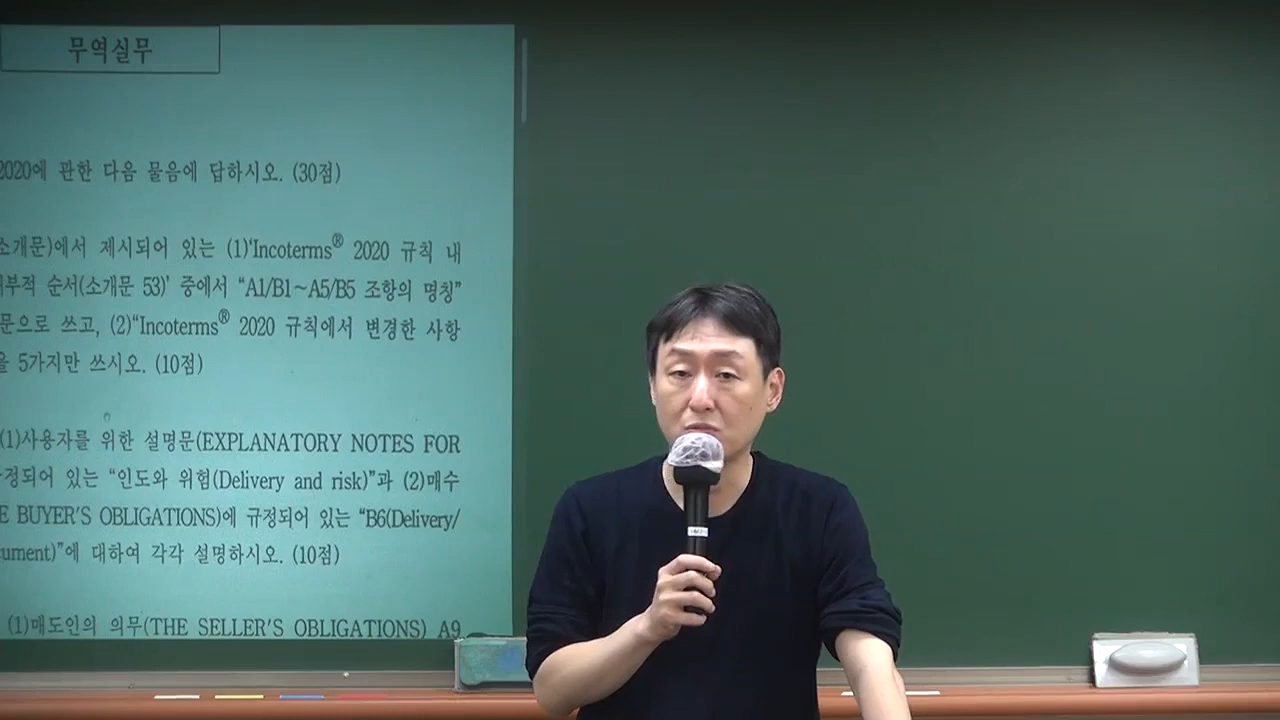 무역실무
2020에 관한 다음 물음에 답하시오. (30점)
소개문)에서 제시되어 있는 (1)‘Incoterms® 2020 규칙 내
부적 순서(소개문 53)’ 중에서 “A1/B1～A5/B5 조항의 명칭”
문으로 쓰고, (2)“Incoterms® 2020 규칙에서 변경한 사항
을 5가지만 쓰시오. (10점)
(1)사용자를 위한 설명문(EXPLANATORY NOTES FOR
정되어 있는 “인도와 위험(Delivery and risk)”과 (2)매수
E BUYER'S OBLIGATIONS)에 규정되어 있는 “B6(Delivery/
cument)”에 대하여 각각 설명하시오. (10점)
(1)매도인의 의무(THE SELLER'S OBLIGATIONS) A9